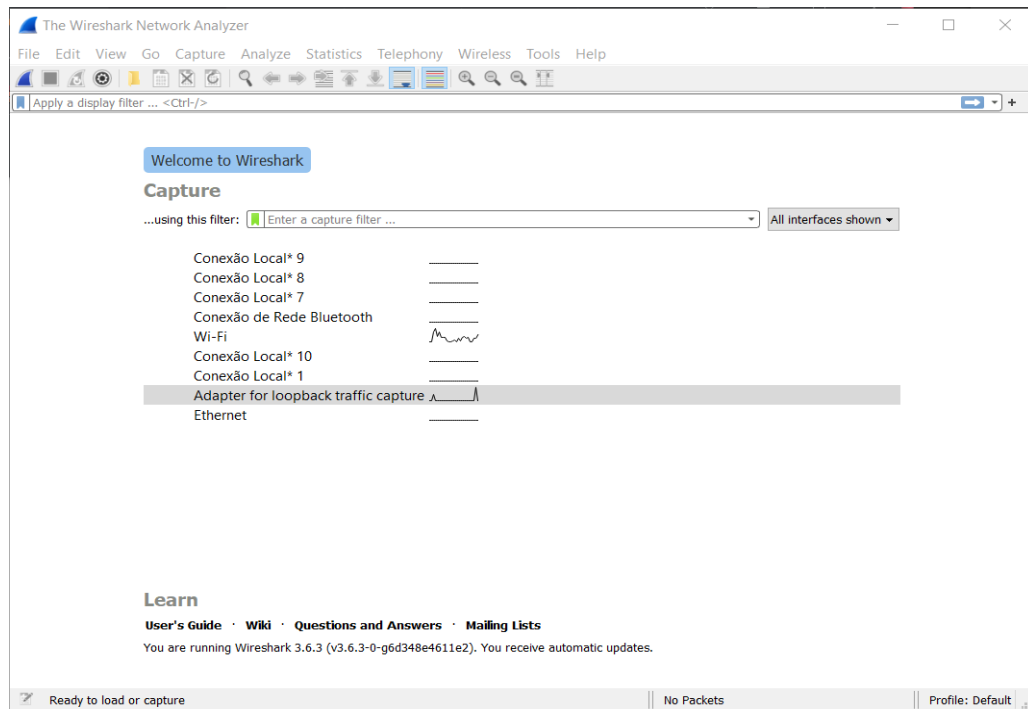 The Wireshark Network Analyzer
File Edit View Go Capture Analyze Statistics Telephony Wireless Tools Help
Apply a display filter ... <Ctrl-/>
+
Welcome to Wireshark
Capture
...using this filter: Enter a capture filter ... All interfaces shown
Conexão Local* 9
Conexão Local* 8
Conexão Local* 7
Conexão de Rede Bluetooth
Wi-Fi
Conexão Local* 10
Conexão Local* 1
Adapter for loopback traffic capture
Ethernet
Learn
User's Guide · Wiki · Questions and Answers · Mailing Lists
You are running Wireshark 3.6.3 (v3.6.3-0-g6d348e4611e2). You receive automatic updates.
Ready to load or capture No Packets Profile: Default